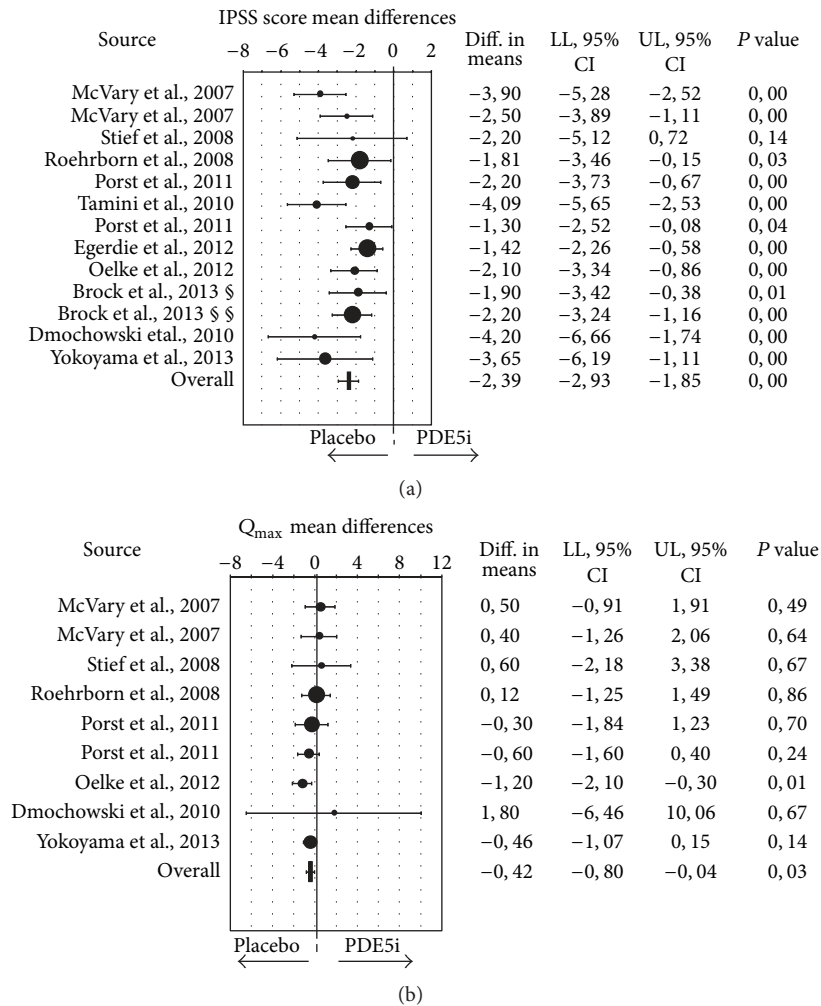 IPSS score mean differences
Source −8 −6 −4 −2 0 2 Diff. in means LL, 95% CI UL, 95% CI P value
McVary et al., 2007 −3, 90 −5, 28 −2, 52 0, 00
McVary et al., 2007 −2, 50 −3, 89 −1, 11 0, 00
Stief et al., 2008 −2, 20 −5, 12 0, 72 0, 14
Roehrborn et al., 2008 −1, 81 −3, 46 −0, 15 0, 03
Porst et al., 2011 −2, 20 −3, 73 −0, 67 0, 00
Tamini et al., 2010 −4, 09 −5, 65 −2, 53 0, 00
Porst et al., 2011 −1, 30 −2, 52 −0, 08 0, 04
Egerdie et al., 2012 −1, 42 −2, 26 −0, 58 0, 00
Oelke et al., 2012 −2, 10 −3, 34 −0, 86 0, 00
Brock et al., 2013 § −1, 90 −3, 42 −0, 38 0, 01
Brock et al., 2013 § § −2, 20 −3, 24 −1, 16 0, 00
Dmochowski etal., 2010 −4, 20 −6, 66 −1, 74 0, 00
Yokoyama et al., 2013 −3, 65 −6, 19 −1, 11 0, 00
Overall −2, 39 −2, 93 −1, 85 0, 00
Placebo PDE5i
(a)
Qmax mean differences
Source −8 −4 0 4 8 12 Diff. in means LL, 95% CI UL, 95% CI P value
McVary et al., 2007 0, 50 −0, 91 1, 91 0, 49
McVary et al., 2007 0, 40 −1, 26 2, 06 0, 64
Stief et al., 2008 0, 60 −2, 18 3, 38 0, 67
Roehrborn et al., 2008 0, 12 −1, 25 1, 49 0, 86
Porst et al., 2011 −0, 30 −1, 84 1, 23 0, 70
Porst et al., 2011 −0, 60 −1, 60 0, 40 0, 24
Oelke et al., 2012 −1, 20 −2, 10 −0, 30 0, 01
Dmochowski et al., 2010 1, 80 −6, 46 10, 06 0, 67
Yokoyama et al., 2013 −0, 46 −1, 07 0, 15 0, 14
Overall −0, 42 −0, 80 −0, 04 0, 03
Placebo PDE5i
(b)